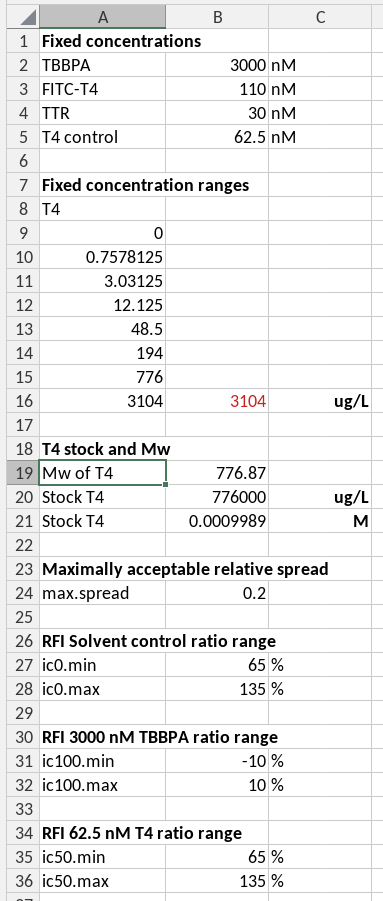 A B C
1 Fixed concentrations
2 TBBPA 3000 nM
3 FITC-T4 110 nM
4 TTR 30 nM
5 T4 control 62.5 nM
6
7 Fixed concentration ranges
8 T4
9 0
10 0.7578125
11 3.03125
12 12.125
13 48.5
14 194
15 776
16 3104 3104 ug/L
17
18 T4 stock and Mw
19 Mw of T4 776.87
20 Stock T4 776000 ug/L
21 Stock T4 0.0009989 M
22
23 Maximally acceptable relative spread
24 max.spread 0.2
25
26 RFI Solvent control ratio range
27 ic0.min 65 %
28 ic0.max 135 %
29
30 RFI 3000 nM TBBPA ratio range
31 ic100.min -10 %
32 ic100.max 10 %
33
34 RFI 62.5 nM T4 ratio range
35 ic50.min 65 %
36 ic50.max 135 %